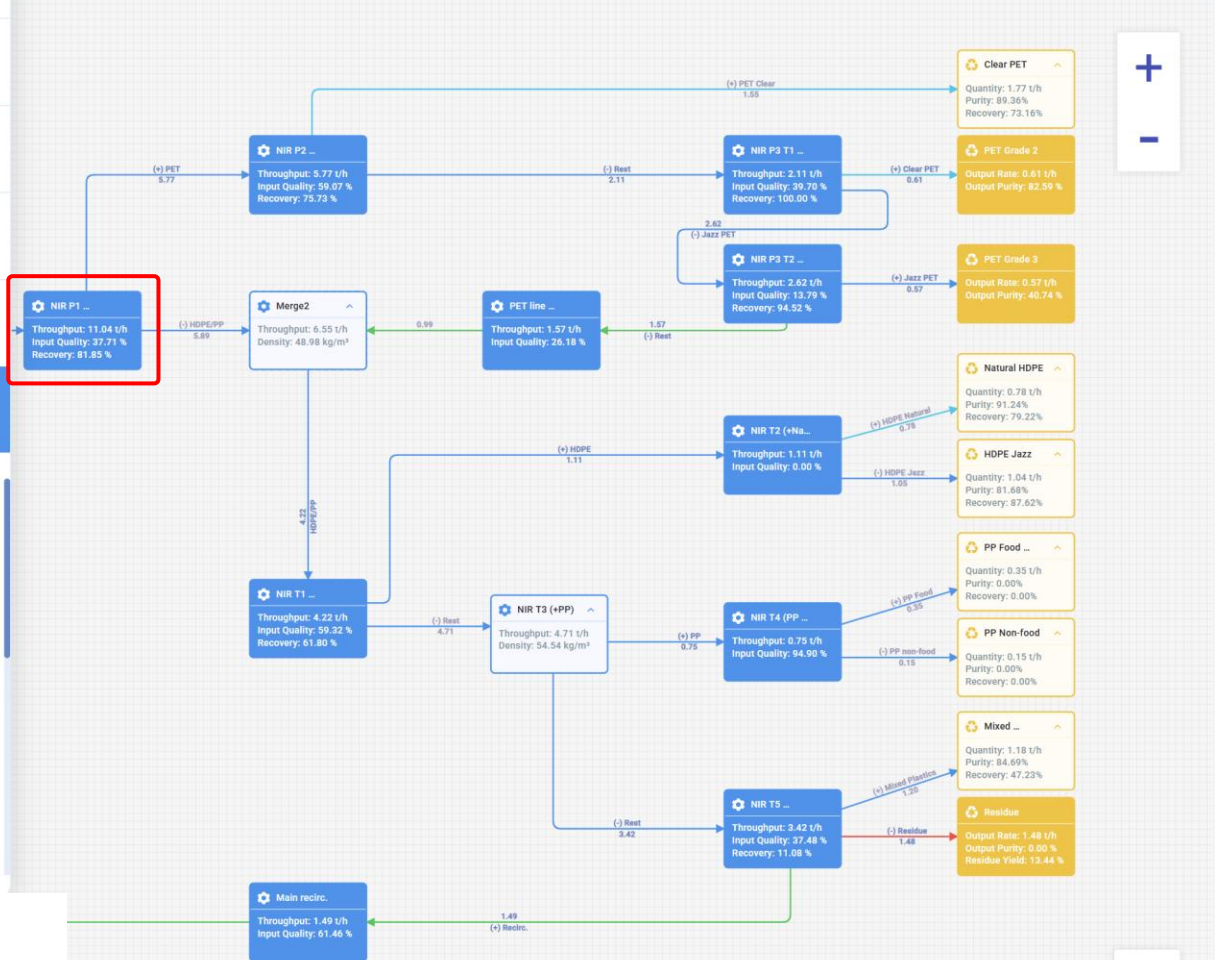 +
-
Clear PET
Quantity: 1.77 t/h
Purity: 89.36%
Recovery: 73.16%
(+) PET Clear
1.55
NIR P2 ...
Throughput: 5.77 t/h
Input Quality: 59.07 %
Recovery: 75.73 %
(+) PET
5.77
(-) Rest
2.11
NIR P3 T1 ...
Throughput: 2.11 t/h
Input Quality: 39.70 %
Recovery: 100.00 %
(+) Clear PET
0.61
PET Grade 2
Output Rate: 0.61 t/h
Output Purity: 82.59 %
2.62
(-) Jazz PET
NIR P3 T2 ...
Throughput: 2.62 t/h
Input Quality: 13.79 %
Recovery: 94.52 %
(+) Jazz PET
0.57
PET Grade 3
Output Rate: 0.57 t/h
Output Purity: 40.74 %
NIR P1 ...
Throughput: 11.04 t/h
Input Quality: 37.71 %
Recovery: 81.85 %
(-) HDPE/PP
5.89
Merge2
Throughput: 6.55 t/h
Density: 48.98 kg/m³
0.99
PET line ...
Throughput: 1.57 t/h
Input Quality: 26.18 %
1.57
(-) Rest
Natural HDPE
Quantity: 0.78 t/h
Purity: 91.24%
Recovery: 79.22%
(+) HDPE Natural
0.78
NIR T2 (+Na...
Throughput: 1.11 t/h
Input Quality: 0.00 %
(+) HDPE
1.11
(-) HDPE Jazz
1.05
HDPE Jazz
Quantity: 1.04 t/h
Purity: 81.68%
Recovery: 87.62%
4.22
HDPE/PP
PP Food ...
Quantity: 0.35 t/h
Purity: 0.00%
Recovery: 0.00%
NIR T1 ...
Throughput: 4.22 t/h
Input Quality: 59.32 %
Recovery: 61.80 %
(-) Rest
4.71
NIR T3 (+PP)
Throughput: 4.71 t/h
Density: 54.54 kg/m³
(+) PP
0.75
NIR T4 (PP ...
Throughput: 0.75 t/h
Input Quality: 94.90 %
(+) PP Food
0.35
(-) PP non-food
0.15
PP Non-food
Quantity: 0.15 t/h
Purity: 0.00%
Recovery: 0.00%
Mixed ...
Quantity: 1.18 t/h
Purity: 84.69%
Recovery: 47.23%
(+) Mixed Plastics
1.20
(-) Rest
3.42
NIR T5 ...
Throughput: 3.42 t/h
Input Quality: 37.48 %
Recovery: 11.08 %
(-) Residue
1.48
Residue
Output Rate: 1.48 t/h
Output Purity: 0.00 %
Residue Yield: 13.44 %
Main recirc.
Throughput: 1.49 t/h
Input Quality: 61.46 %
1.49
(+) Recirc.